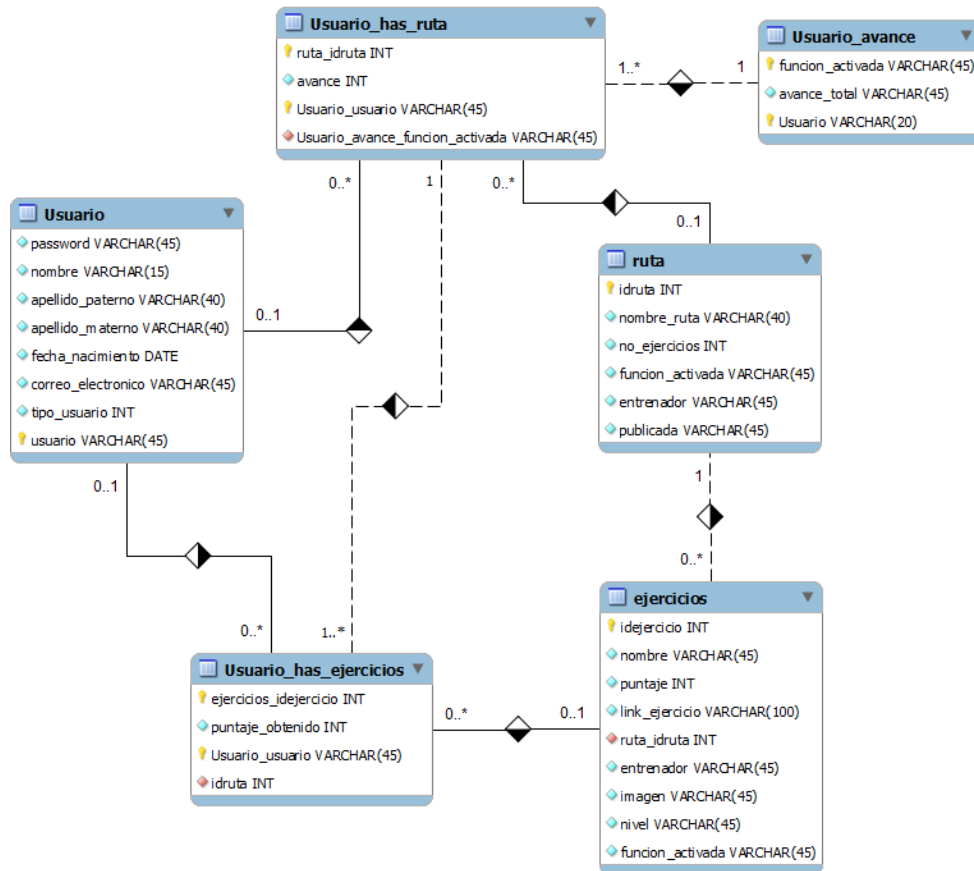 Usuario_has_ruta
ruta_idruta INT
avance INT
Usuario_usuario VARCHAR(45)
Usuario_avance_funcion_activada VARCHAR(45)
1..*
1
Usuario_avance
funcion_activada VARCHAR(45)
avance_total VARCHAR(45)
Usuario VARCHAR(20)
0..*
1
0..*
Usuario
password VARCHAR(45)
nombre VARCHAR(15)
apellido_paterno VARCHAR(40)
apellido_materno VARCHAR(40)
fecha_nacimiento DATE
correo_electronico VARCHAR(45)
tipo_usuario INT
usuario VARCHAR(45)
0..1
0..1
ruta
idruta INT
nombre_ruta VARCHAR(40)
no_ejercicios INT
funcion_activada VARCHAR(45)
entrenador VARCHAR(45)
publicada VARCHAR(45)
0..1
1
0..*
1..*
0..*
Usuario_has_ejercicios
ejercicios_idejercicio INT
puntaje_obtenido INT
Usuario_usuario VARCHAR(45)
idruta INT
0..*
0..1
ejercicios
idejercicio INT
nombre VARCHAR(45)
puntaje INT
link_ejercicio VARCHAR(100)
ruta_idruta INT
entrenador VARCHAR(45)
imagen VARCHAR(45)
nivel VARCHAR(45)
funcion_activada VARCHAR(45)